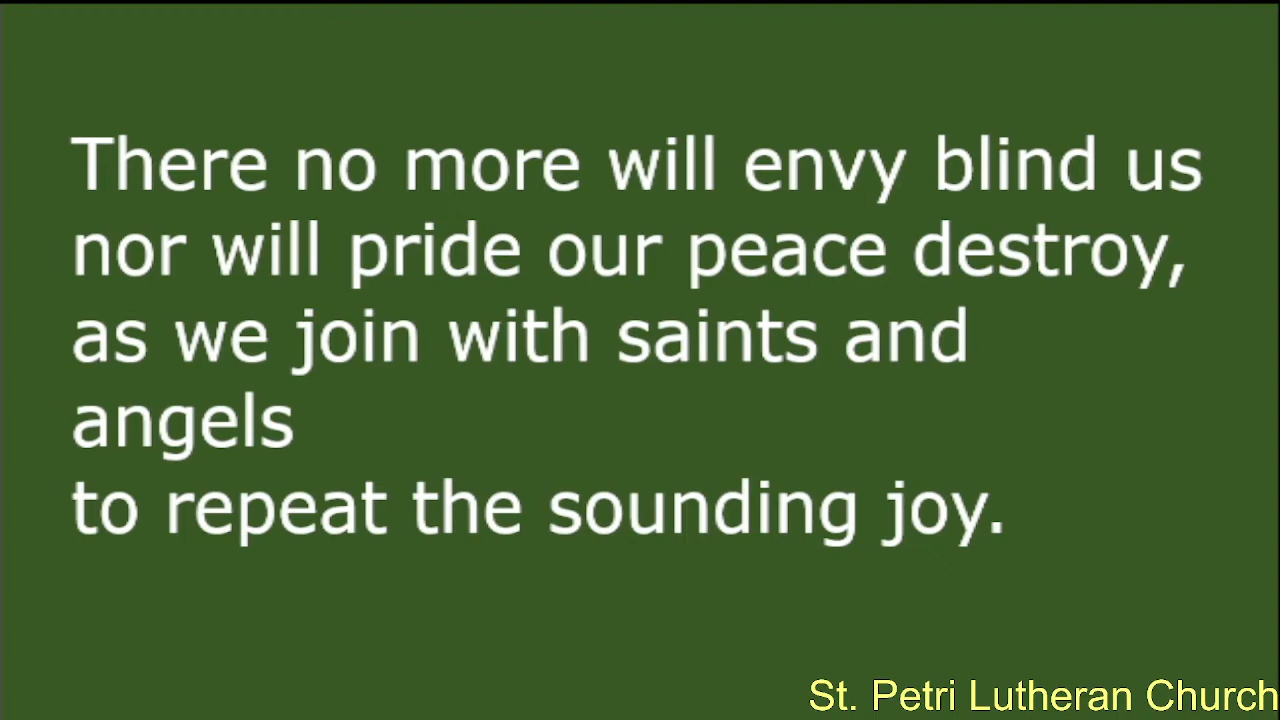 There no more will envy blind us
nor will pride our peace destroy,
as we join with saints and
angels
to repeat the sounding joy.
St. Petri Lutheran Church